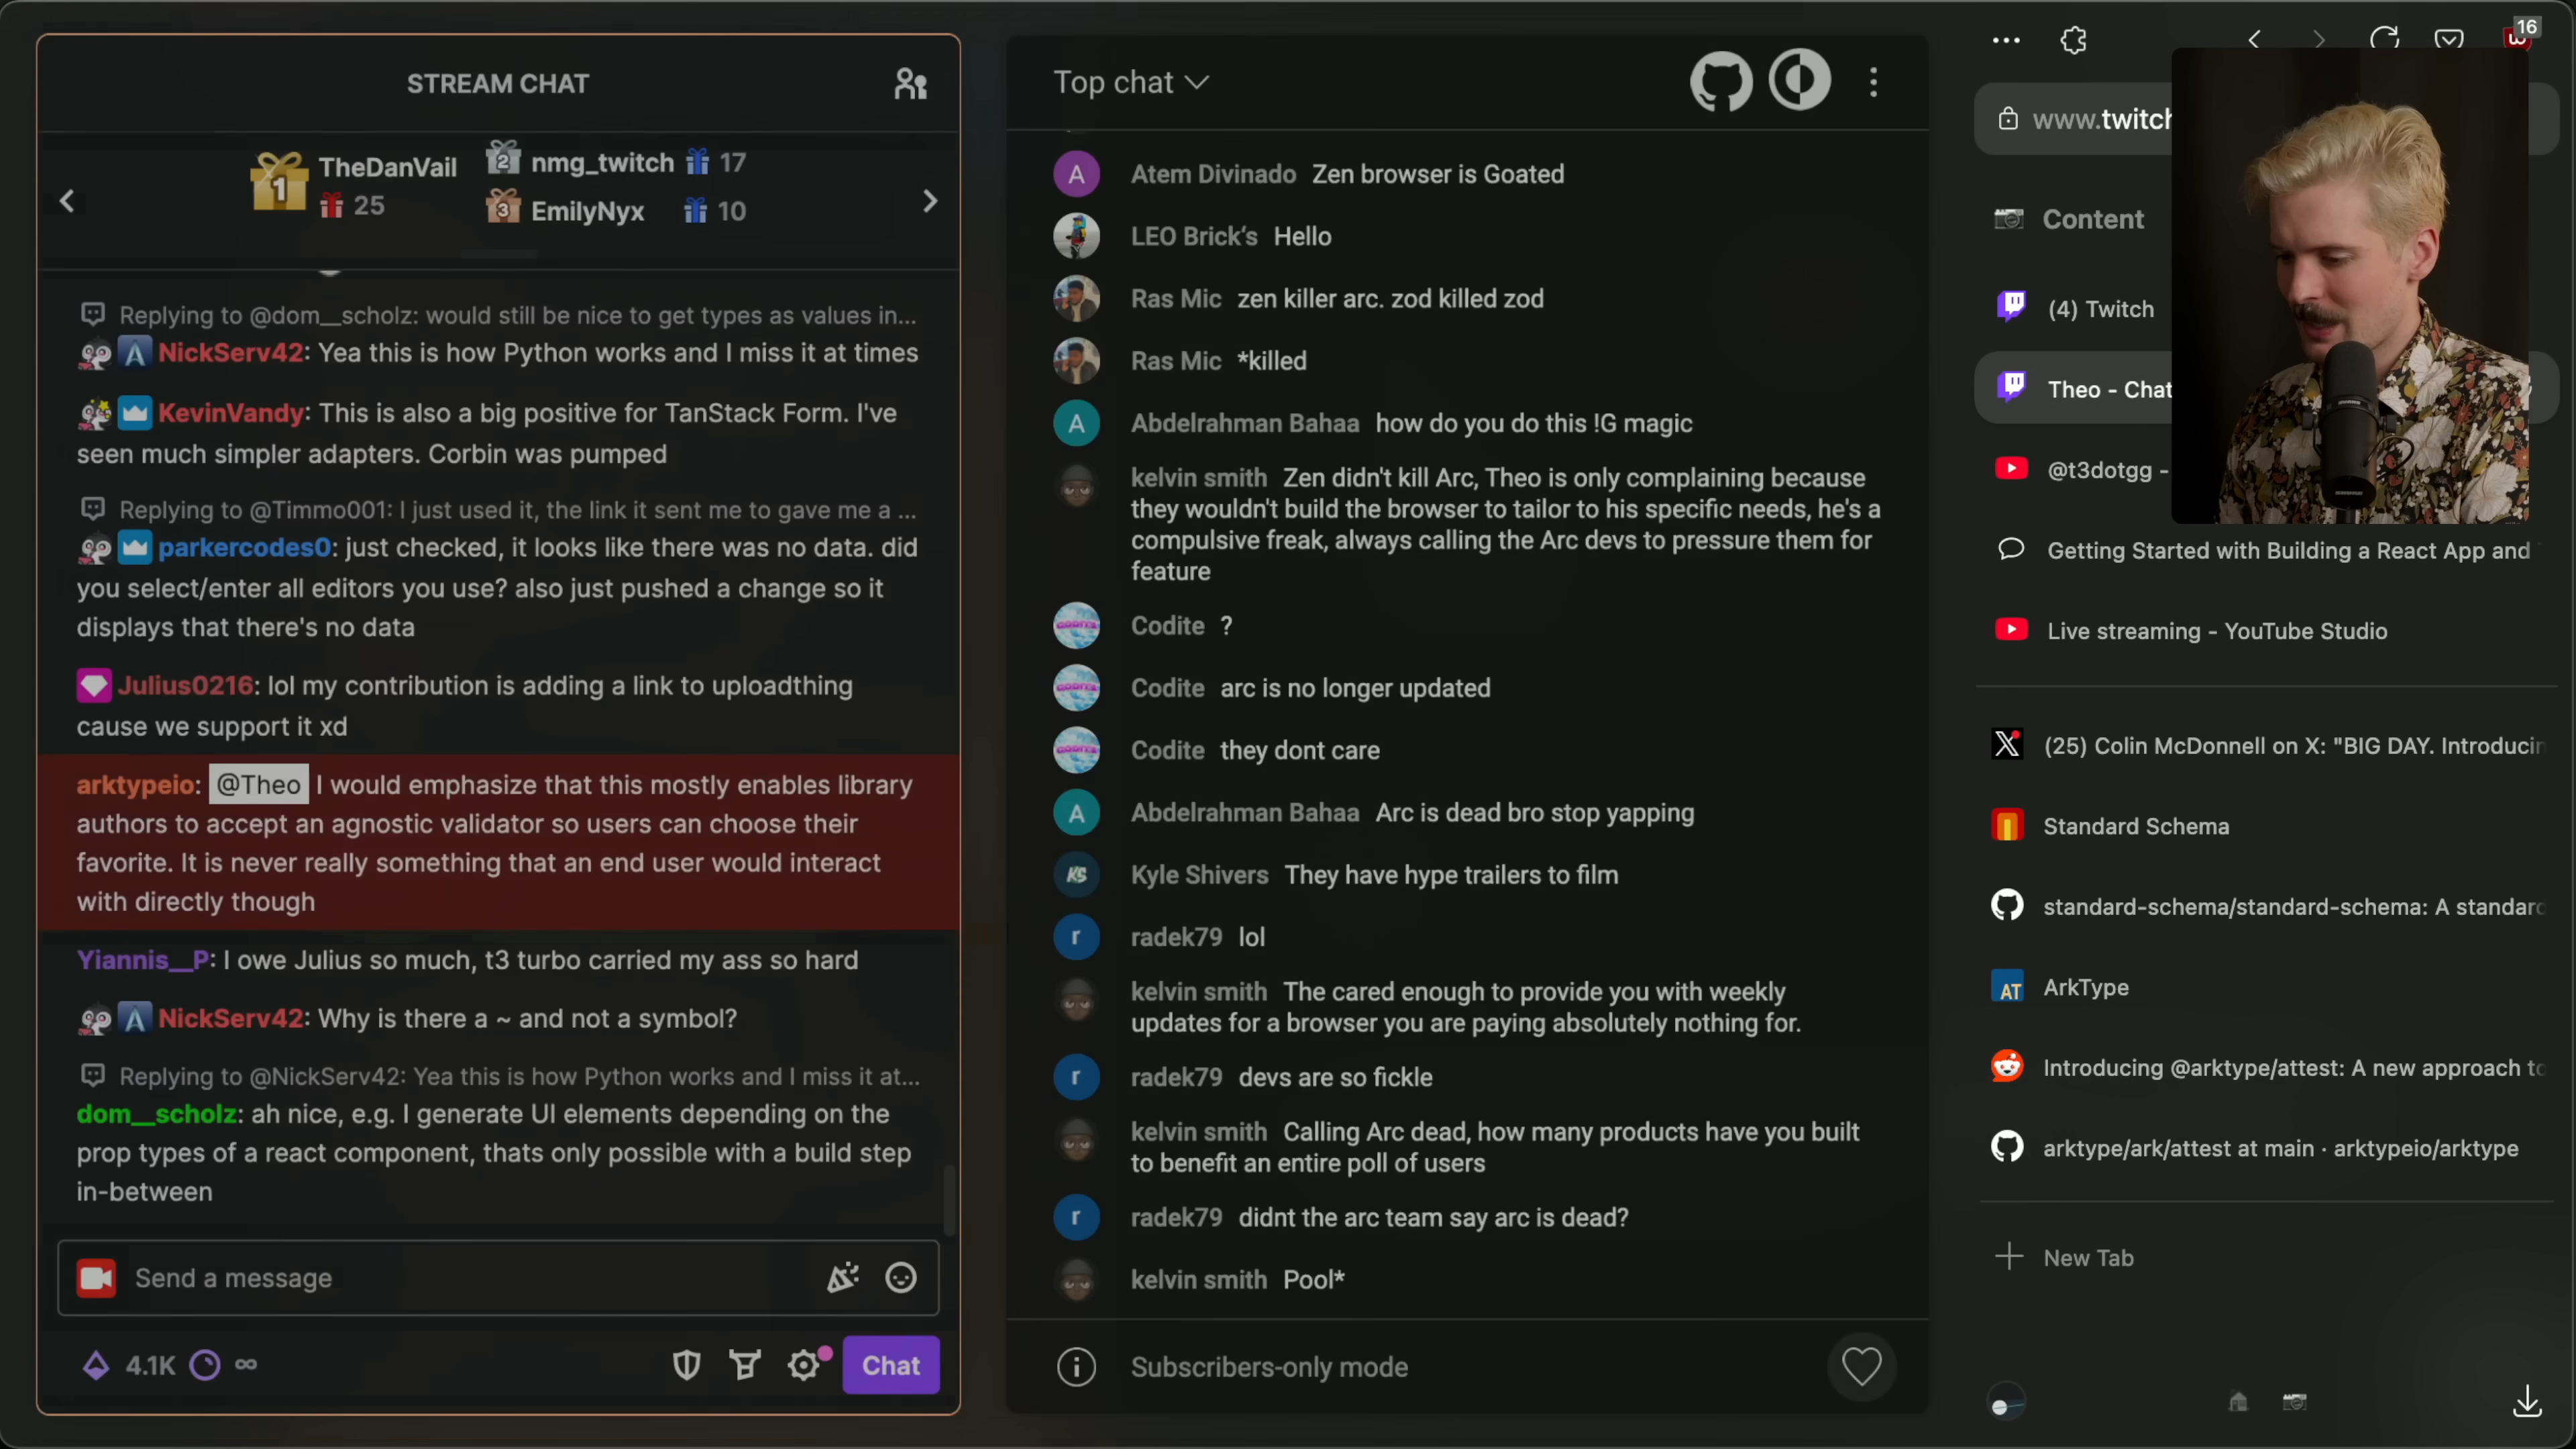 STREAM CHAT
1 TheDanVail
25
2 nmg_twitch 17
3 EmilyNyx 10
Replying to @dom__scholz: would still be nice to get types as values in...
NickServ42: Yea this is how Python works and I miss it at times
KevinVandy: This is also a big positive for TanStack Form. I've
seen much simpler adapters. Corbin was pumped
Replying to @Timmo001: I just used it, the link it sent me to gave me a ...
parkercodes0: just checked, it looks like there was no data. did
you select/enter all editors you use? also just pushed a change so it
displays that there's no data
Julius0216: lol my contribution is adding a link to uploadthing
cause we support it xd
arktypeio: @Theo I would emphasize that this mostly enables library
authors to accept an agnostic validator so users can choose their
favorite. It is never really something that an end user would interact
with directly though
Yiannis__P: I owe Julius so much, t3 turbo carried my ass so hard
NickServ42: Why is there a ~ and not a symbol?
Replying to @NickServ42: Yea this is how Python works and I miss it at...
dom__scholz: ah nice, e.g. I generate UI elements depending on the
prop types of a react component, thats only possible with a build step
in-between
Send a message
4.1K ∞
Chat
Top chat
A Atem Divinado Zen browser is Goated
LEO Brick's Hello
Ras Mic zen killer arc. zod killed zod
Ras Mic *killed
A Abdelrahman Bahaa how do you do this !G magic
kelvin smith Zen didn't kill Arc, Theo is only complaining because
they wouldn't build the browser to tailor to his specific needs, he's a
compulsive freak, always calling the Arc devs to pressure them for
feature
Codite ?
Codite arc is no longer updated
Codite they dont care
A Abdelrahman Bahaa Arc is dead bro stop yapping
KS Kyle Shivers They have hype trailers to film
r radek79 lol
kelvin smith The cared enough to provide you with weekly
updates for a browser you are paying absolutely nothing for.
r radek79 devs are so fickle
kelvin smith Calling Arc dead, how many products have you built
to benefit an entire poll of users
r radek79 didnt the arc team say arc is dead?
kelvin smith Pool*
Subscribers-only mode
16
www.twitch
Content
(4) Twitch
Theo - Chat
@t3dotgg -
Getting Started with Building a React App and
Live streaming - YouTube Studio
(25) Colin McDonnell on X: "BIG DAY. Introducin
Standard Schema
standard-schema/standard-schema: A standard
AT ArkType
Introducing @arktype/attest: A new approach to
arktype/ark/attest at main · arktypeio/arktype
New Tab